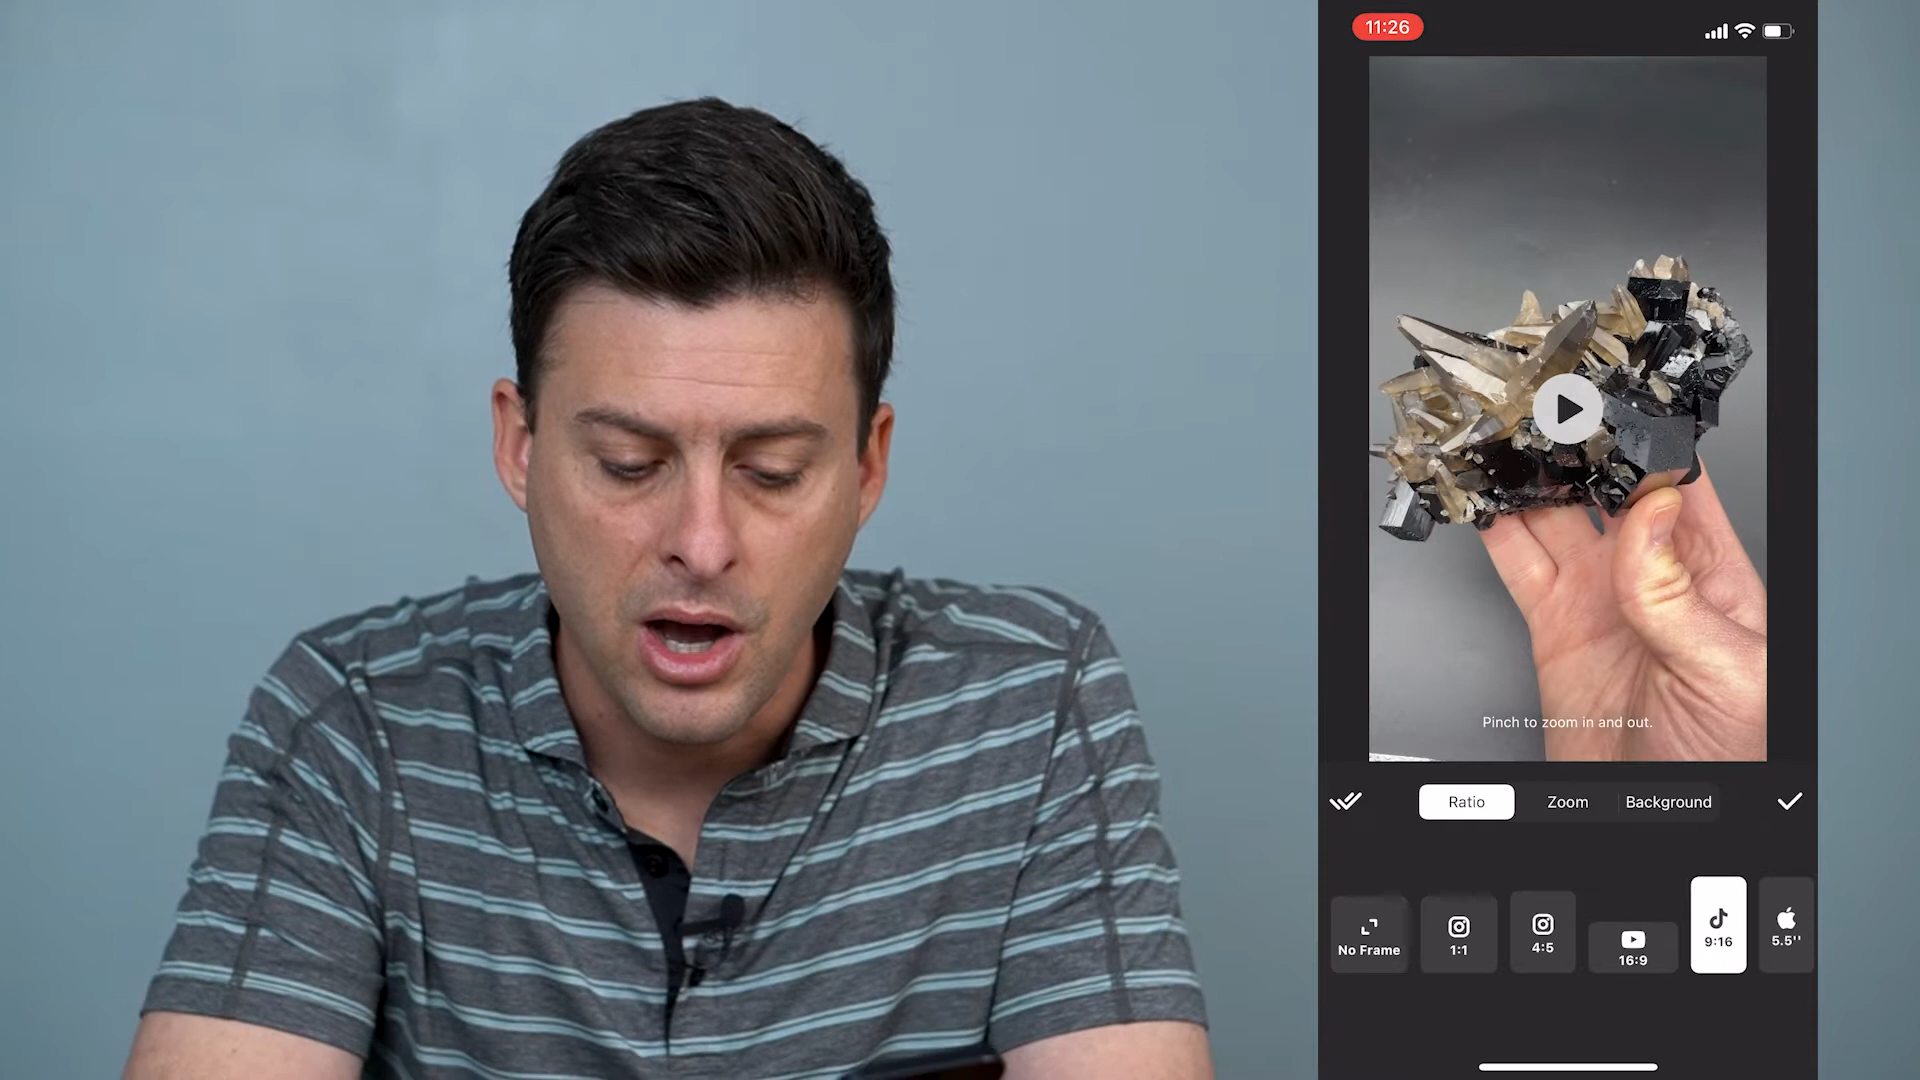 11:26
Pinch to zoom in and out.
Ratio
Zoom
Background
No Frame
1:1
4:5
16:9
9:16
5.5''